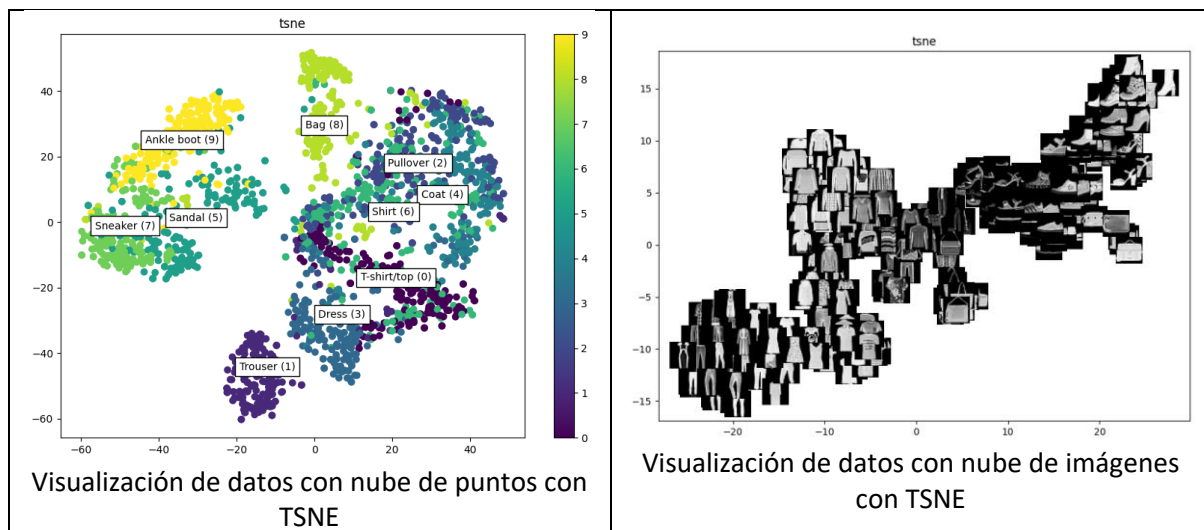 tsne
40
20
0
−20
−40
−60
−60
−40
−20
0
20
40
9
8
7
6
5
4
3
2
1
0
Bag (8)
Ankle boot (9)
Pullover (2)
Coat (4)
Shirt (6)
Sandal (5)
Sneaker (7)
T-shirt/top (0)
Dress (3)
Trouser (1)
Visualización de datos con nube de puntos con
TSNE
tsne
15
10
5
0
−5
−10
−15
−20
−10
0
10
20
Visualización de datos con nube de imágenes
con TSNE